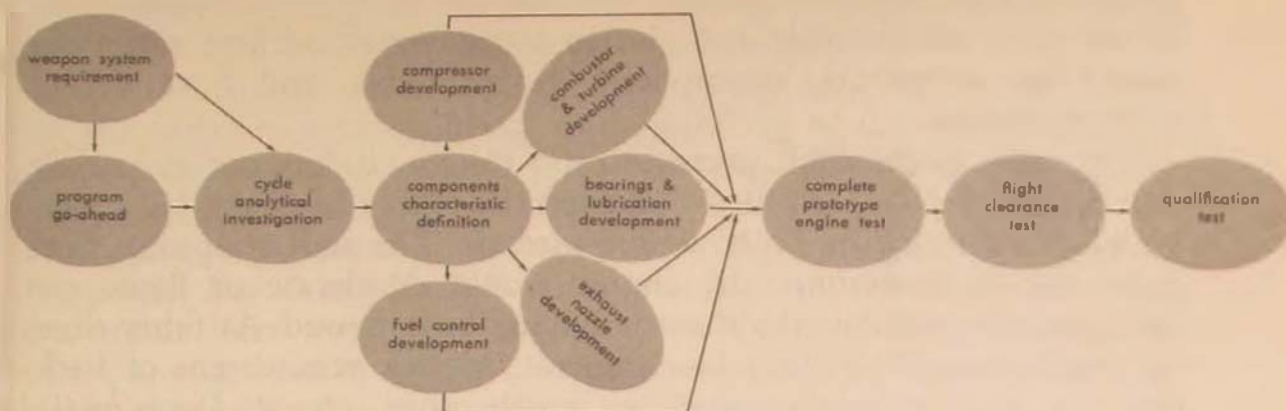 weapon system
requirement
program
go-ahead
cycle
analytical
investigation
compressor
development
components
characteristic
definition
fuel control
development
combustor
& turbine
development
bearings &
lubrication
development
exhaust
nozzle
development
complete
prototype
engine test
flight
clearance
test
qualification
test